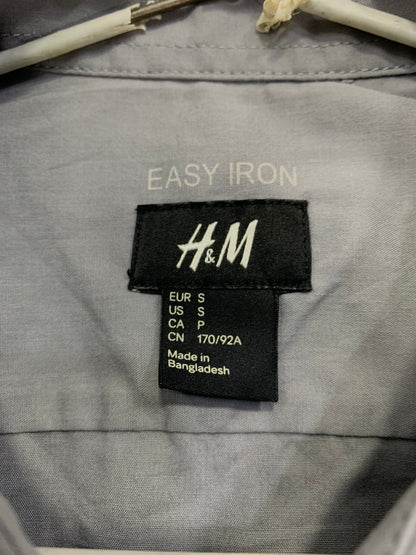 EASY IRON
H&M
EUR S
US S
CA P
CN 170/92A
Made in
Bangladesh